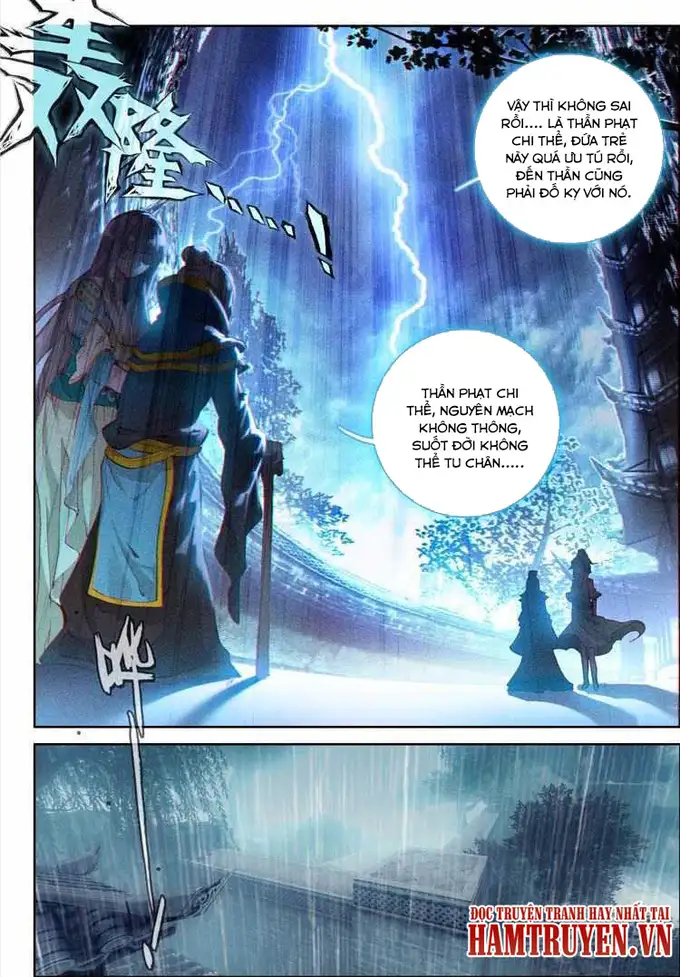 轰隆……!
VẬY THÌ KHÔNG SAI
RỒI.... LÀ THẦN PHẠT
CHI THỂ, ĐỨA TRẺ
NÀY QUÁ ƯU TÚ RỒI,
ĐẾN THẦN CŨNG
PHẢI ĐỐ KỴ VỚI NÓ.
THẦN PHẠT CHI
THỂ, NGUYÊN MẠCH
KHÔNG THÔNG,
SUỐT ĐỜI KHÔNG
THỂ TU CHÂN.....
哗
ĐỌC TRUYỆN TRANH HAY NHẤT TẠI
HAMTRUYEN.VN